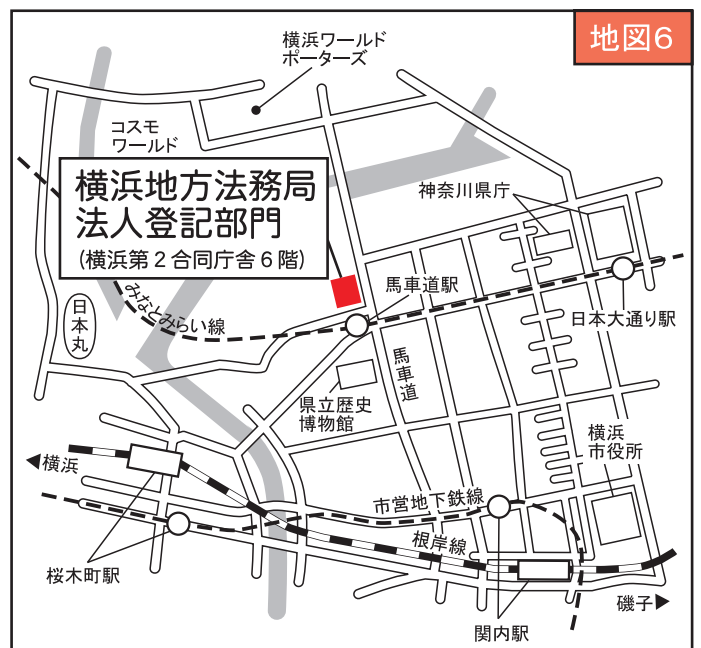 地図6
横浜ワールド
ポーターズ
コスモ
ワールド
横浜地方法務局
法人登記部門
(横浜第2合同庁舎6階)
神奈川県庁
馬車道駅
みなとみらい線
日本丸
日本大通り駅
馬車道
県立歴史
博物館
横浜
市役所
横浜
市営地下鉄線
根岸線
桜木町駅
磯子
関内駅